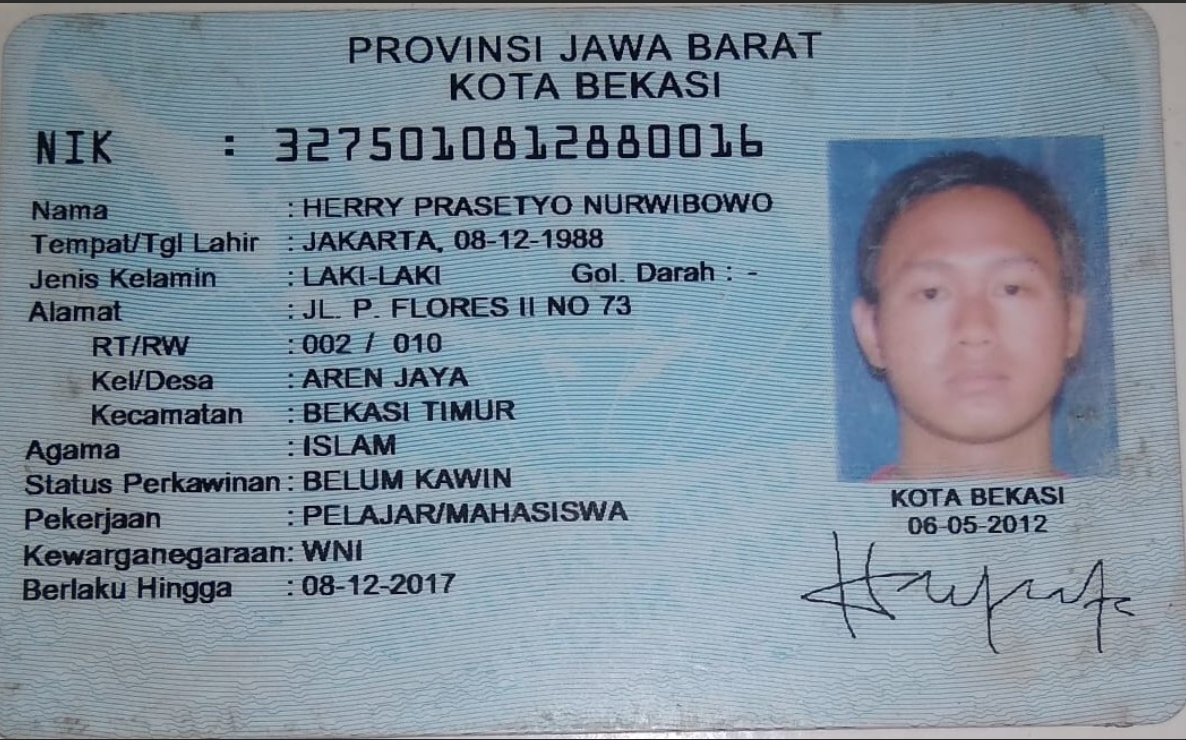 PROVINSI JAWA BARAT
KOTA BEKASI
NIK : 3275010812880016
Nama : HERRY PRASETYO NURWIBOWO
Tempat/Tgl Lahir : JAKARTA, 08-12-1988
Jenis Kelamin : LAKI-LAKI Gol. Darah : -
Alamat : JL. P. FLORES II NO 73
RT/RW : 002 / 010
Kel/Desa : AREN JAYA
Kecamatan : BEKASI TIMUR
Agama : ISLAM
Status Perkawinan : BELUM KAWIN
Pekerjaan : PELAJAR/MAHASISWA
Kewarganegaraan: WNI
Berlaku Hingga : 08-12-2017
KOTA BEKASI
06-05-2012